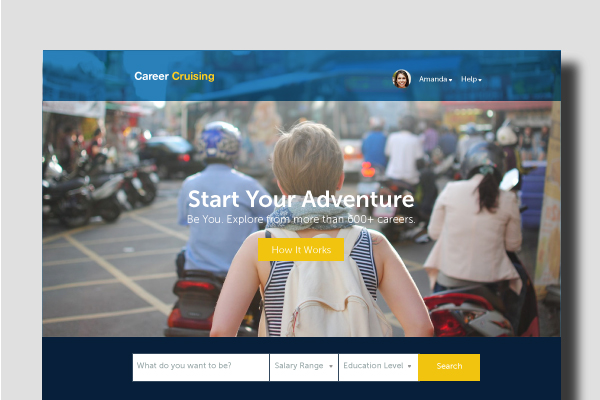 Career Cruising
Amanda
Help
Start Your Adventure
Be You. Explore from more than 600+ careers.
How It Works
What do you want to be?
Salary Range
Education Level
Search